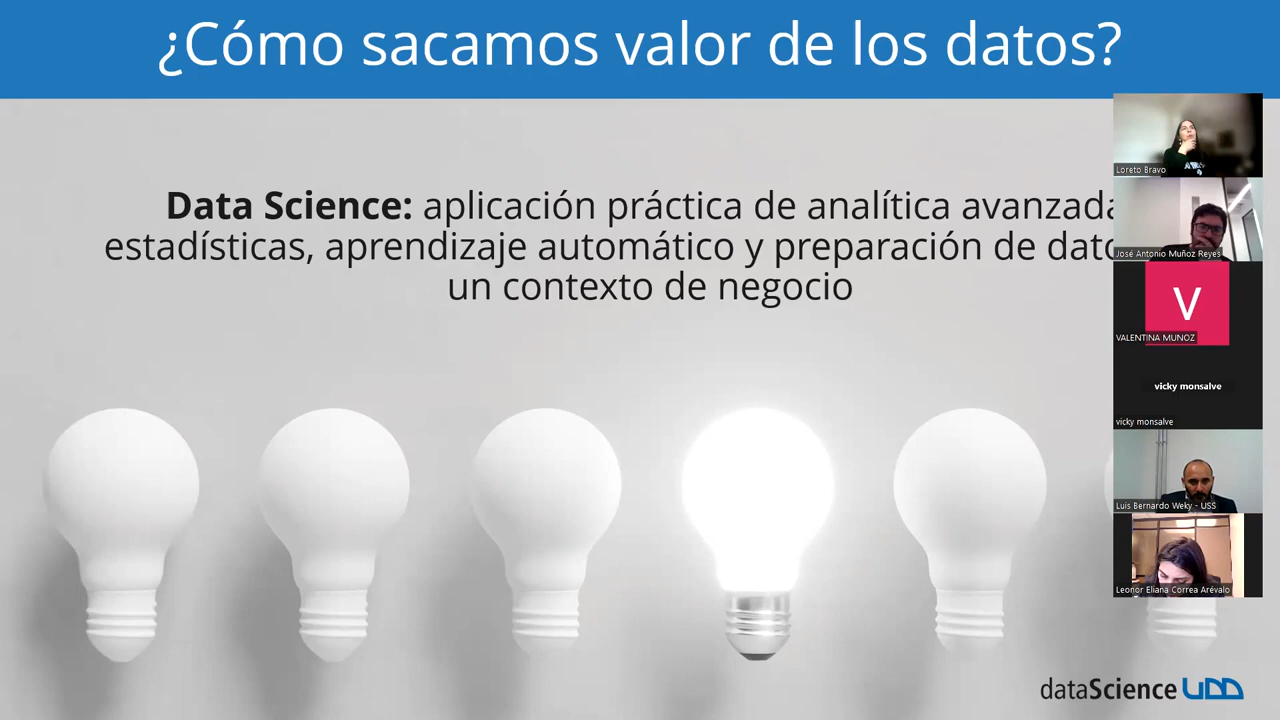 ¿Cómo sacamos valor de los datos?
Data Science: aplicación práctica de analítica avanzada
estadísticas, aprendizaje automático y preparación de dato
un contexto de negocio
Loreto Bravo
José Antonio Muñoz Reyes
V
VALENTINA MUNOZ
vicky monsalve
vicky monsalve
Luis Bernardo Weky - USS
Leonor Eliana Correa Arévalo
dataScience UDD